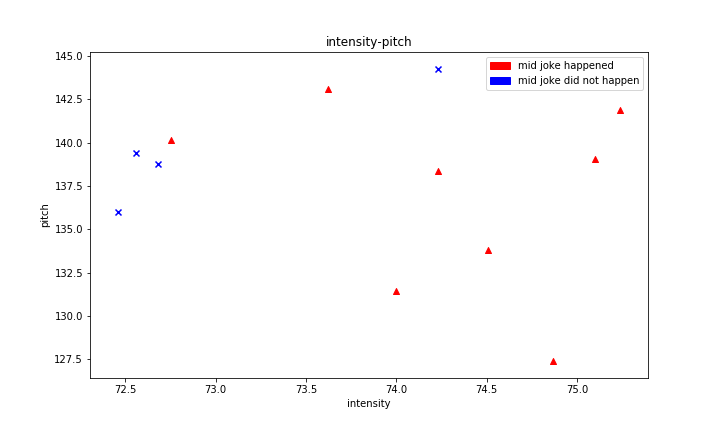 intensity-pitch
mid joke happened
mid joke did not happen
145.0
142.5
140.0
137.5
135.0
132.5
130.0
127.5
pitch
72.5 73.0 73.5 74.0 74.5 75.0
intensity